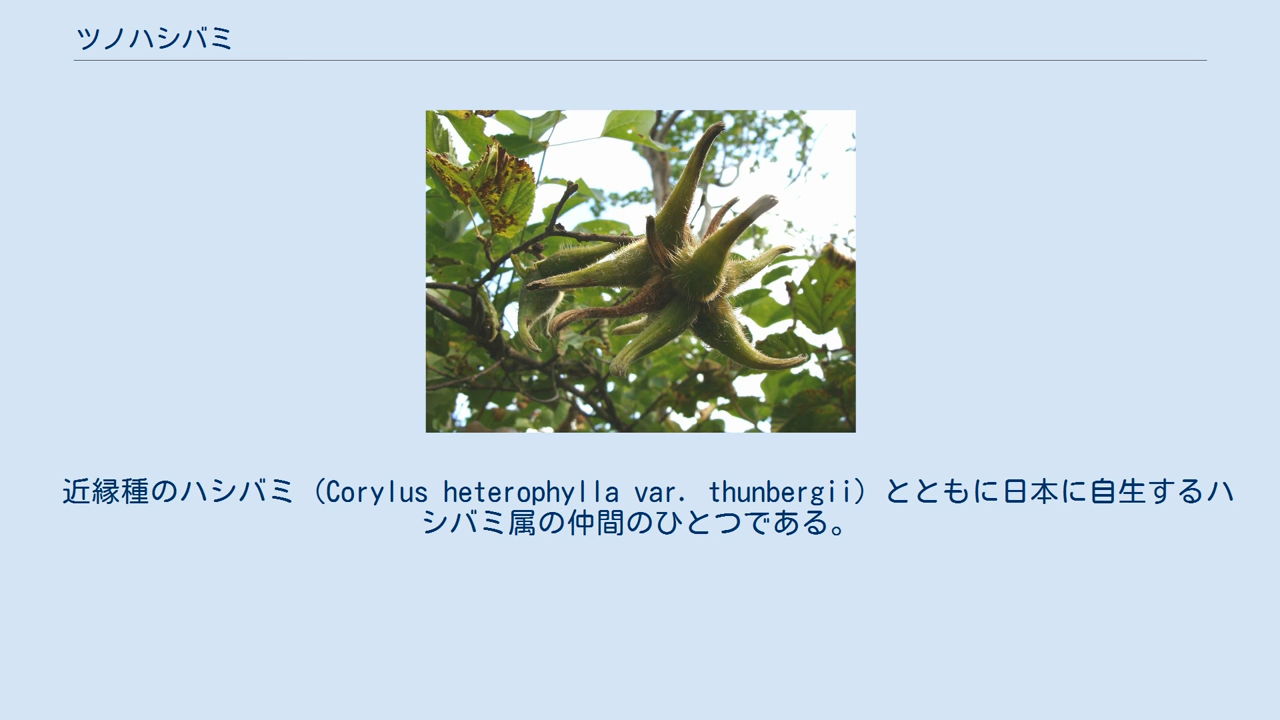 ツノハシバミ
近縁種のハシバミ（Corylus heterophylla var. thunbergii）とともに日本に自生するハ
シバミ属の仲間のひとつである。